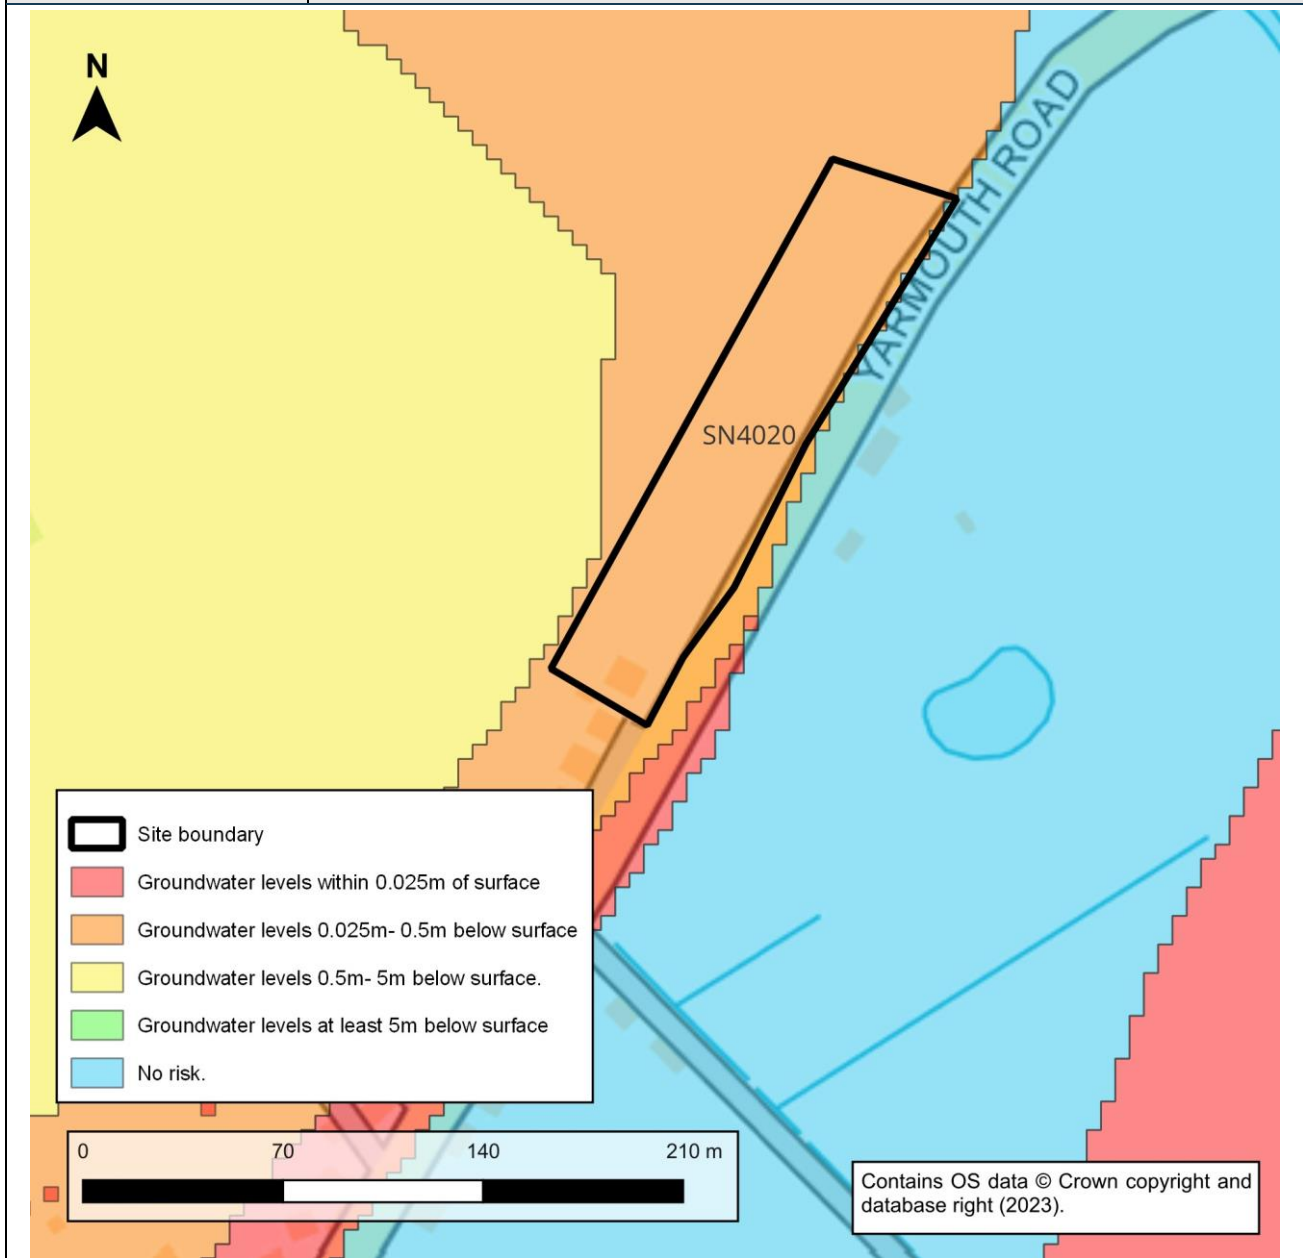 N
YARMOUTH ROAD
SN4020
Site boundary
Groundwater levels within 0.025m of surface
Groundwater levels 0.025m- 0.5m below surface
Groundwater levels 0.5m- 5m below surface.
Groundwater levels at least 5m below surface
No risk.
0 70 140 210 m
Contains OS data © Crown copyright and
database right (2023).